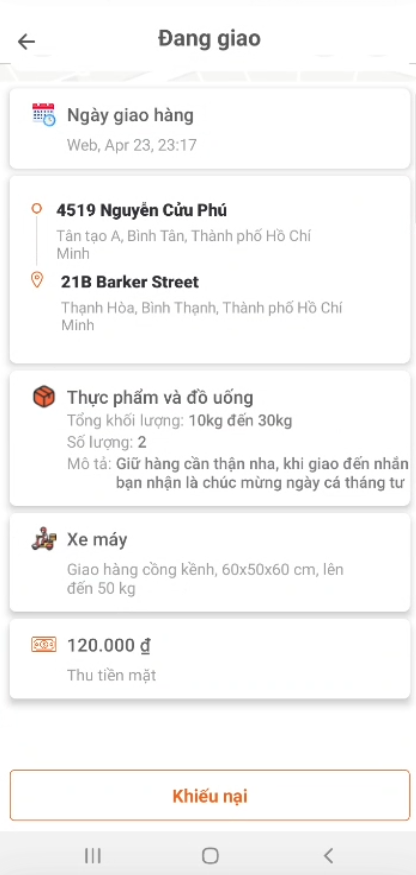 Đang giao
Ngày giao hàng
Web, Apr 23, 23:17
4519 Nguyễn Cửu Phú
Tân tạo A, Bình Tân, Thành phố Hồ Chí
Minh
21B Barker Street
Thạnh Hòa, Bình Thạnh, Thành phố Hồ Chí
Minh
Thực phẩm và đồ uống
Tổng khối lượng: 10kg đến 30kg
Số lượng: 2
Mô tả: Giữ hàng cẩn thận nha, khi giao đến nhắn
bạn nhận là chúc mừng ngày cá tháng tư
Xe máy
Giao hàng cồng kềnh, 60x50x60 cm, lên
đến 50 kg
120.000 ₫
Thu tiền mặt
Khiếu nại